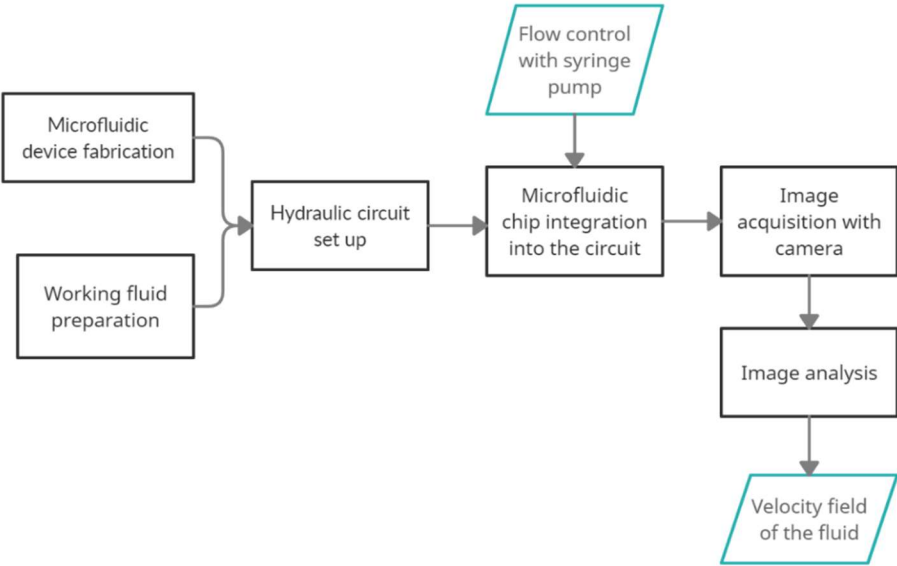 Flow control
with syringe
pump
Microfluidic
device fabrication
Working fluid
preparation
Hydraulic circuit
set up
Microfluidic
chip integration
into the circuit
Image
acquisition with
camera
Image analysis
Velocity field
of the fluid